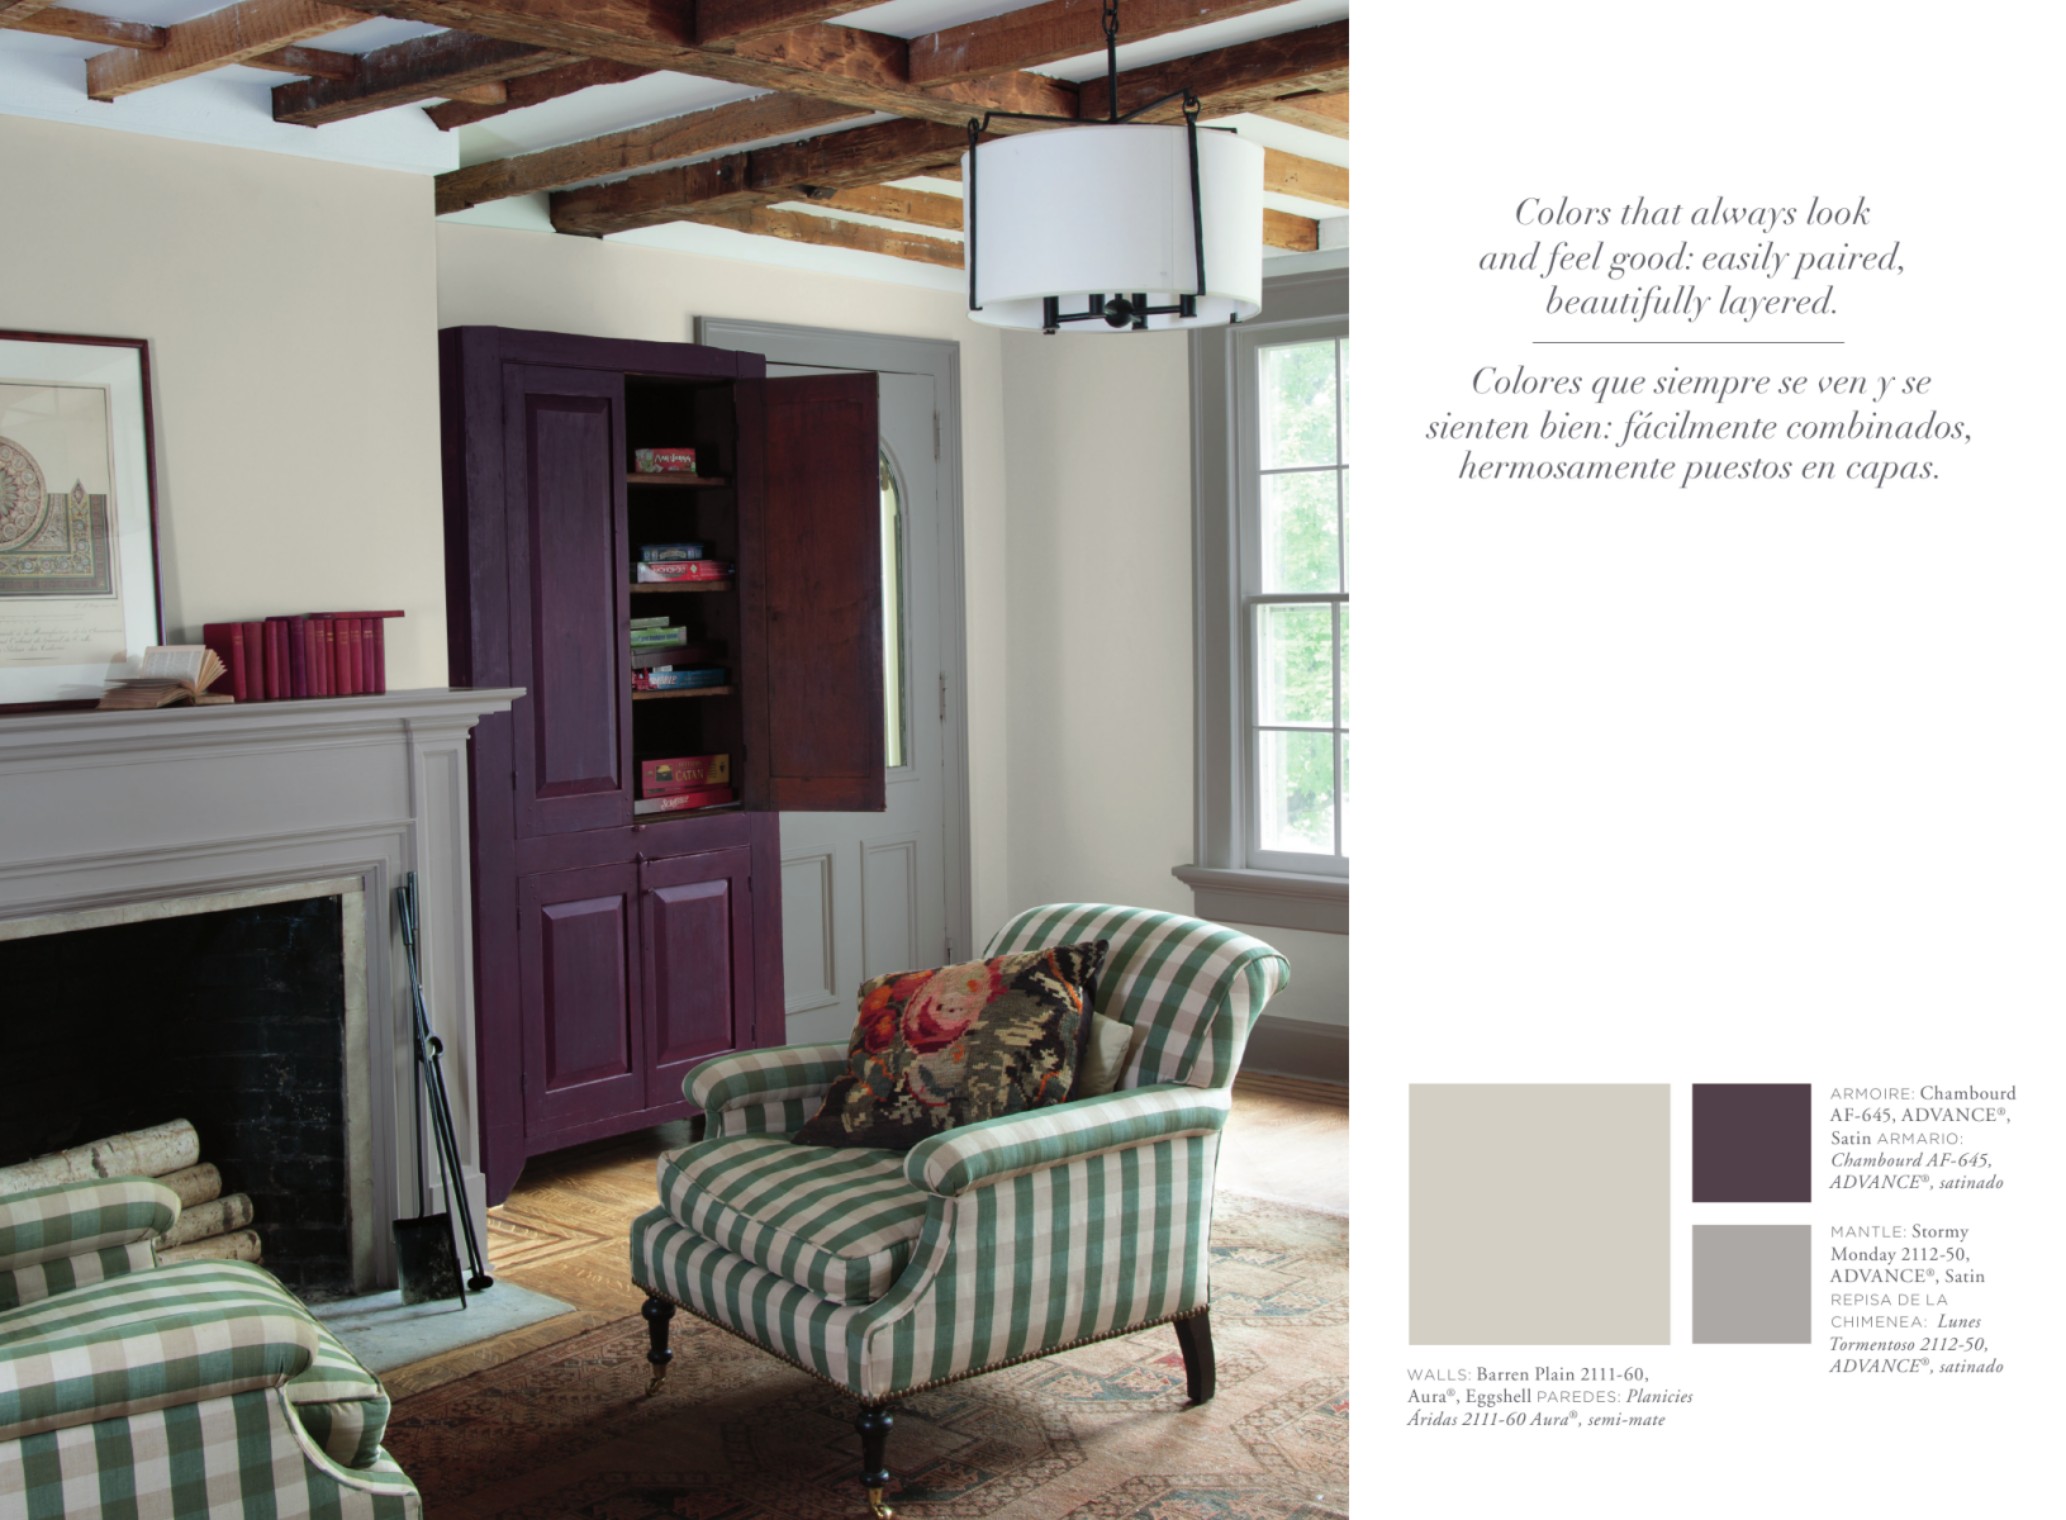 Colors that always look
and feel good: easily paired,
beautifully layered.
Colores que siempre se ven y se
sienten bien: fácilmente combinados,
hermosamente puestos en capas.
CATAN
WALLS: Barren Plain 2111-60,
Aura®, Eggshell PAREDES: Planicies
Áridas 2111-60 Aura®, semi-mate
ARMOIRE: Chambourd
AF-645, ADVANCE®,
Satin ARMARIO:
Chambourd AF-645,
ADVANCE®, satinado
MANTLE: Stormy
Monday 2112-50,
ADVANCE®, Satin
REPISA DE LA
CHIMENEA: Lunes
Tormentoso 2112-50,
ADVANCE®, satinado